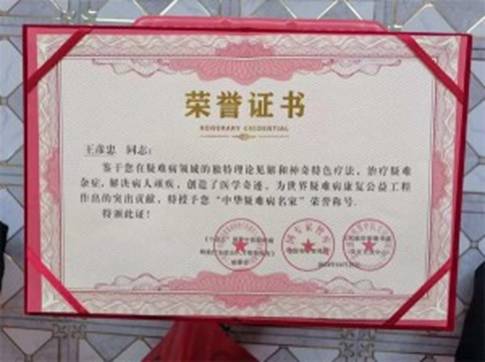 荣誉证书
HONORARY CREDENTIAL
王彦忠 同志：
鉴于您在疑难病领域的独特理论见解和神奇特色疗法，治疗疑难
杂症，解决病人顽疾，创造了医学奇迹，为世界疑难病康复公益工程
作出的突出贡献，特授予您“中华疑难病名家”荣誉称号.
特颁此证！